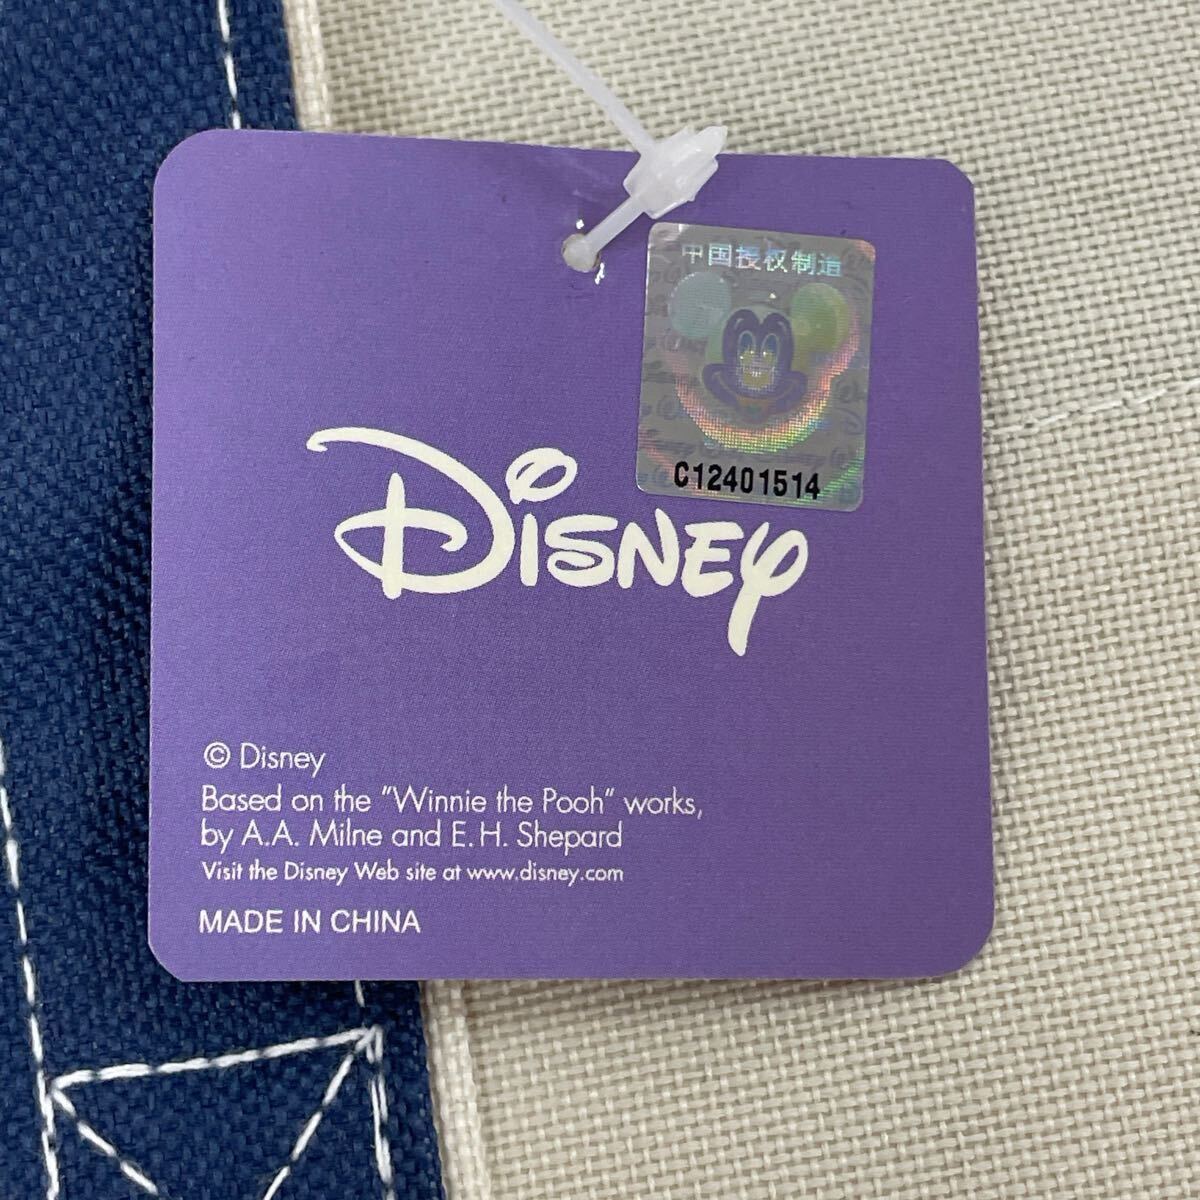 中国授权制造
C12401514
Disney
© Disney
Based on the "Winnie the Pooh" works,
by A.A. Milne and E.H. Shepard
Visit the Disney Web site at www.disney.com
MADE IN CHINA